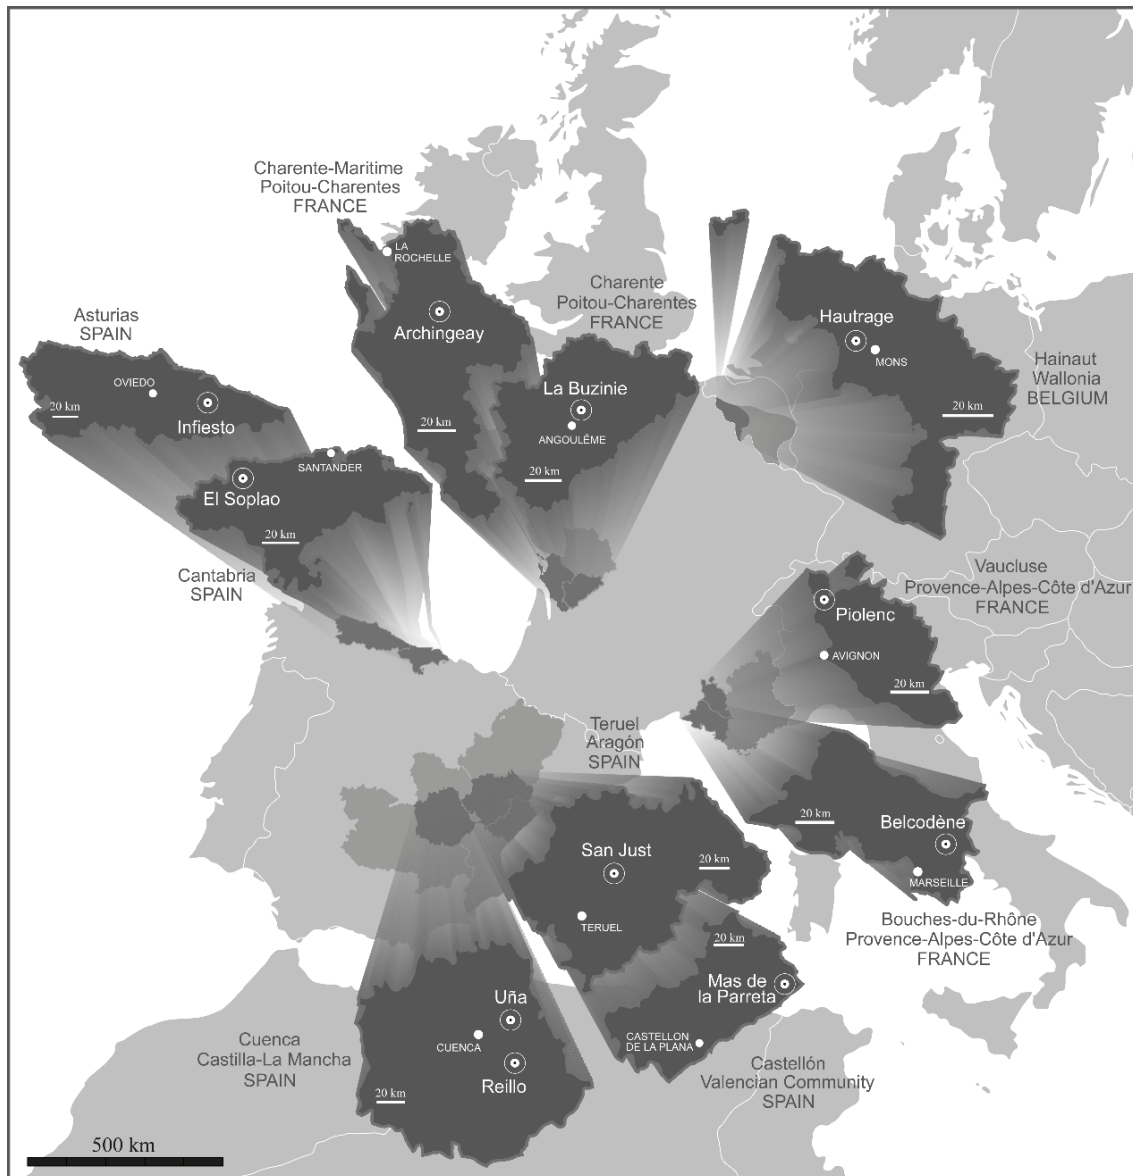 Charente-Maritime
Poitou-Charentes
FRANCE
LA
ROCHELLE
Archingeay
20 km
Charente
Poitou-Charentes
FRANCE
La Buzinie
ANGOULÊME
20 km
Hautrage
MONS
20 km
Hainaut
Wallonia
BELGIUM
Asturias
SPAIN
OVIEDO
Infiesto
20 km
SANTANDER
El Soplao
20 km
Cantabria
SPAIN
Vaucluse
Provence-Alpes-Côte d'Azur
FRANCE
Piolenc
AVIGNON
20 km
Teruel
Aragón
SPAIN
San Just
20 km
TERUEL
20 km
Belcodène
MARSEILLE
Bouches-du-Rhône
Provence-Alpes-Côte d'Azur
FRANCE
20 km
Mas de
la Parreta
CASTELLON
DE LA PLANA
Castellón
Valencian Community
SPAIN
Uña
CUENCA
Reillo
20 km
Cuenca
Castilla-La Mancha
SPAIN
500 km